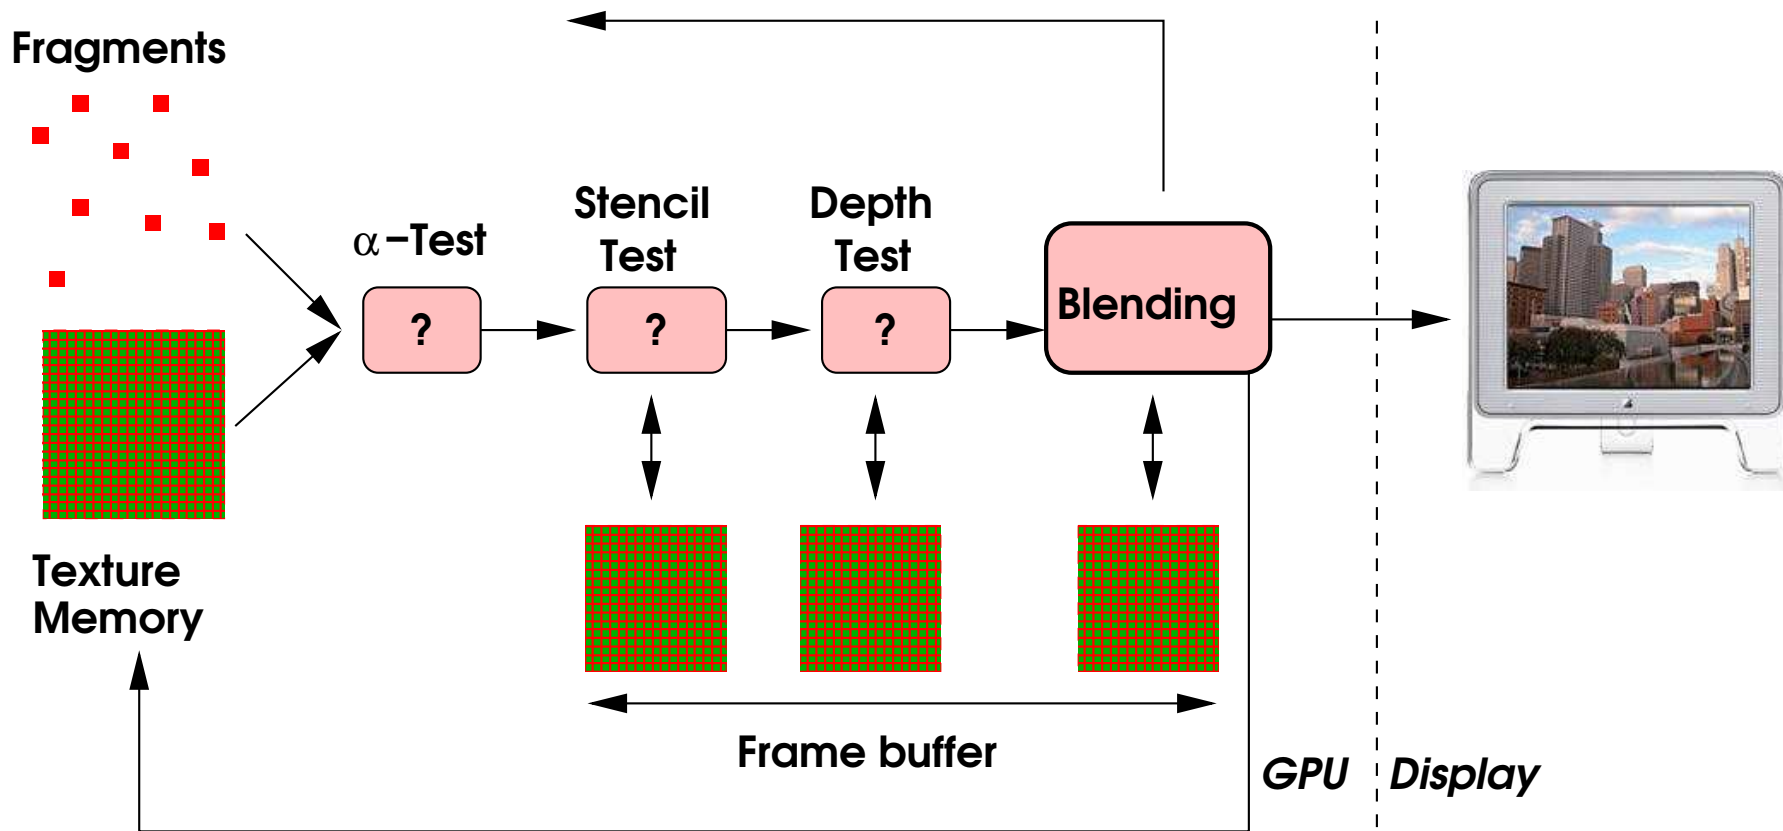 Fragments
α-Test
?
Stencil
Test
?
Depth
Test
?
Blending
Texture
Memory
Frame buffer
GPU
Display